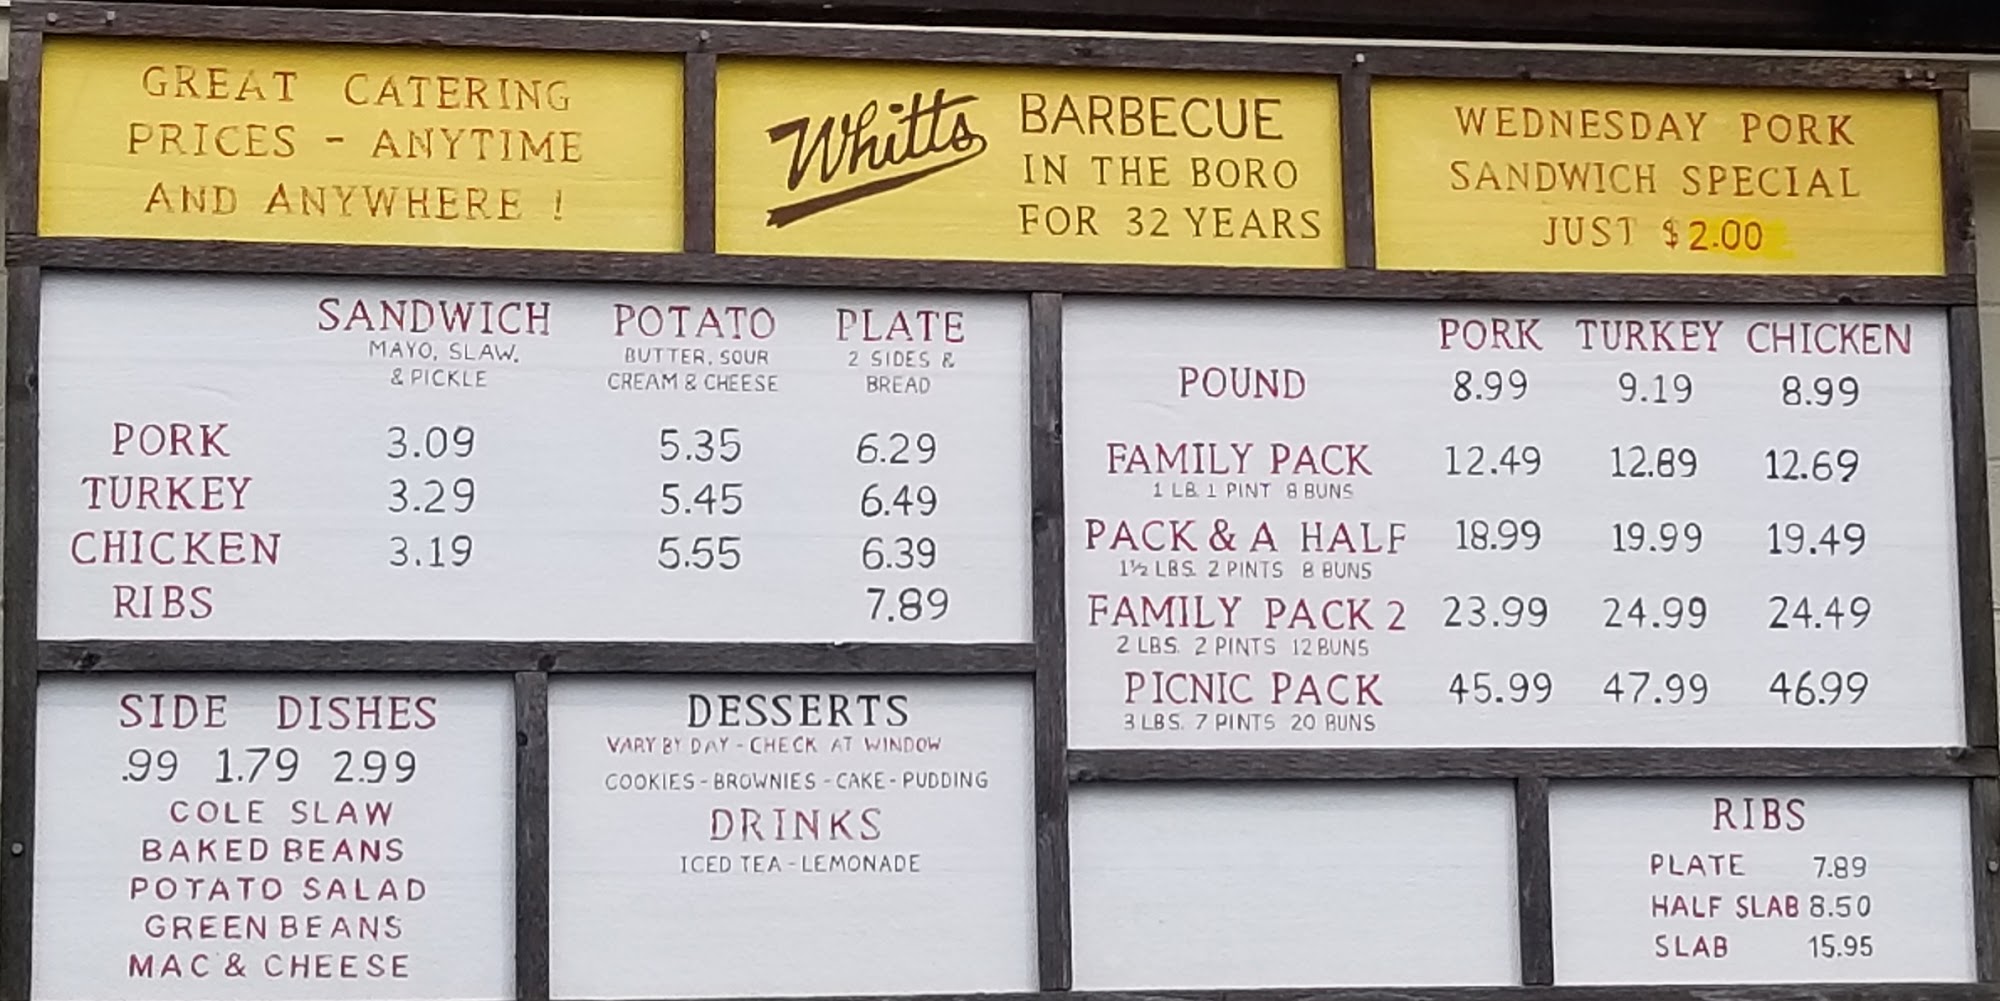 GREAT CATERING
PRICES - ANYTIME
AND ANYWHERE !
Whitts BARBECUE
IN THE BORO
FOR 32 YEARS
WEDNESDAY PORK
SANDWICH SPECIAL
JUST $2.00
SANDWICH POTATO PLATE
MAYO, SLAW, BUTTER, SOUR 2 SIDES &
& PICKLE CREAM & CHEESE BREAD
PORK 3.09 5.35 6.29
TURKEY 3.29 5.45 6.49
CHICKEN 3.19 5.55 6.39
RIBS 7.89
PORK TURKEY CHICKEN
POUND 8.99 9.19 8.99
FAMILY PACK 12.49 12.89 12.69
1 LB. 1 PINT 8 BUNS
PACK & A HALF 18.99 19.99 19.49
1½ LBS. 2 PINTS 8 BUNS
FAMILY PACK 2 23.99 24.99 24.49
2 LBS. 2 PINTS 12 BUNS
PICNIC PACK 45.99 47.99 46.99
3 LBS. 7 PINTS 20 BUNS
SIDE DISHES
.99 1.79 2.99
COLE SLAW
BAKED BEANS
POTATO SALAD
GREEN BEANS
MAC & CHEESE
DESSERTS
VARY BY DAY - CHECK AT WINDOW
COOKIES - BROWNIES - CAKE - PUDDING
DRINKS
ICED TEA - LEMONADE
RIBS
PLATE 7.89
HALF SLAB 8.50
SLAB 15.95